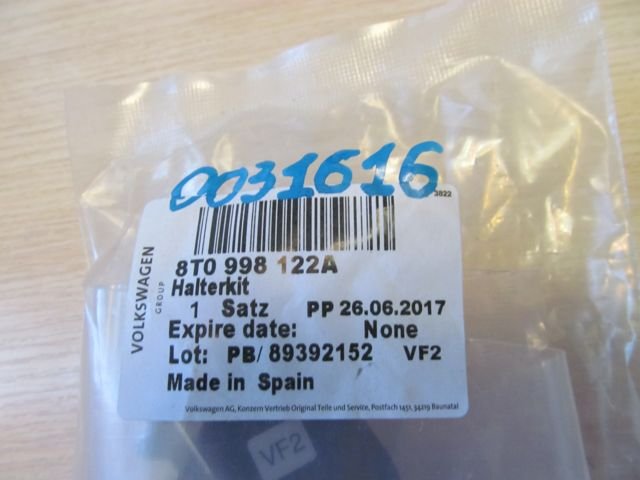 0031616
3822
VOLKSWAGEN
GROUP
8T0 998 122A
Halterkit
1 Satz PP 26.06.2017
Expire date: None
Lot: PB/ 89392152 VF2
Made in Spain
Volkswagen AG, Konzern Vertrieb Original Teile und Service, Postfach 1451, 34219 Baunatal
VF2